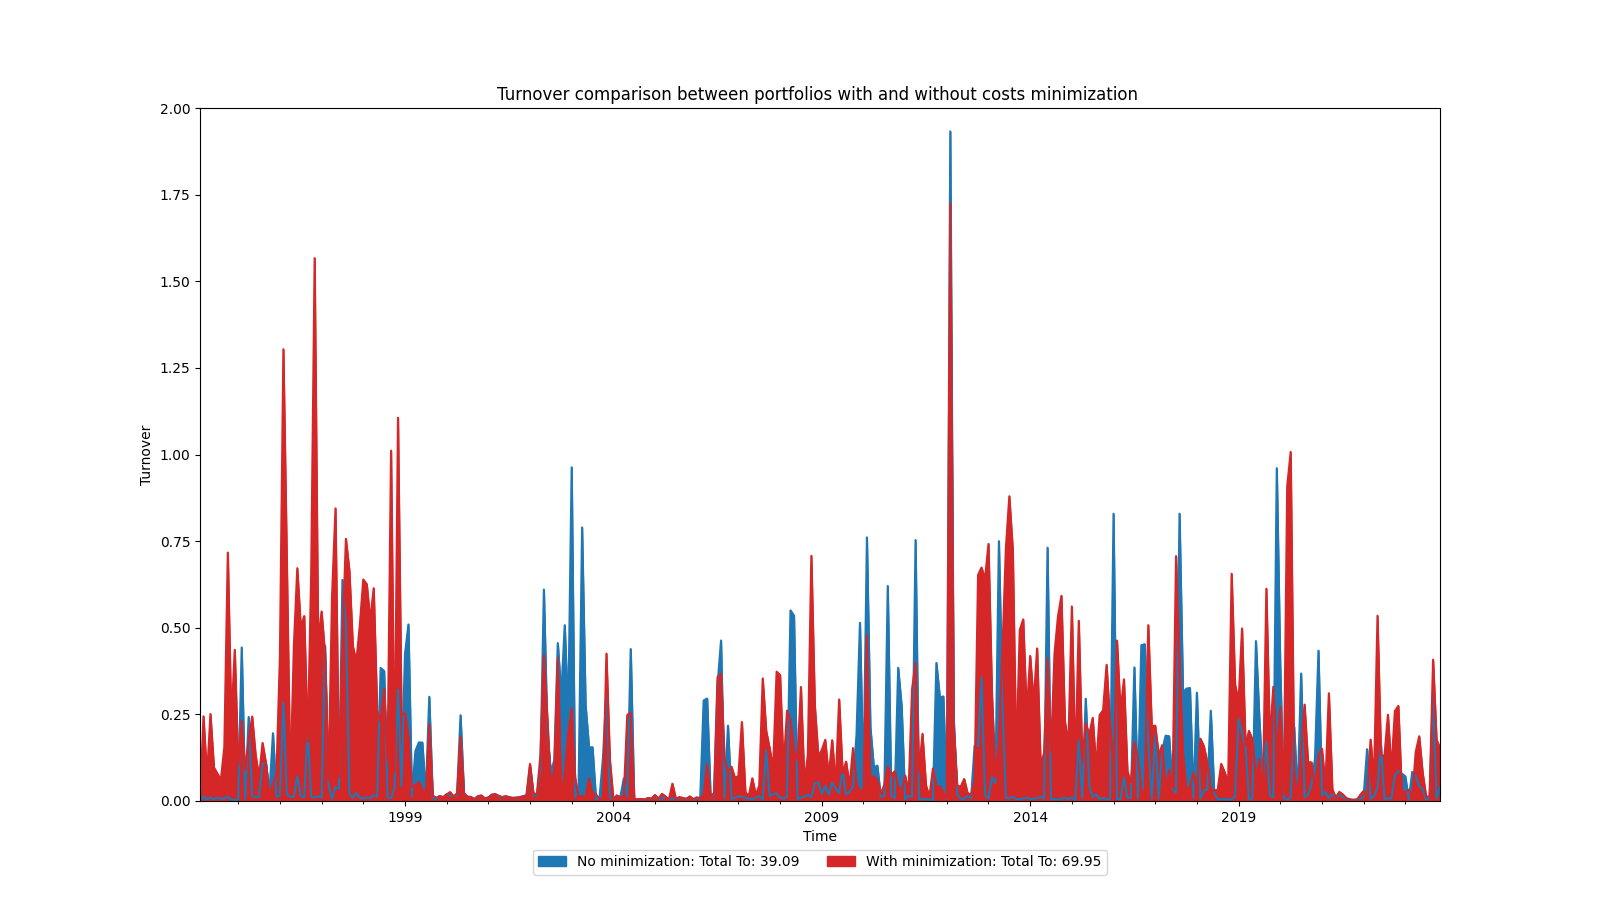 Turnover comparison between portfolios with and without costs minimization
2.00
1.75
1.50
1.25
1.00
0.75
0.50
0.25
0.00
Turnover
1999
2004
2009
2014
2019
Time
No minimization: Total To: 39.09
With minimization: Total To: 69.95